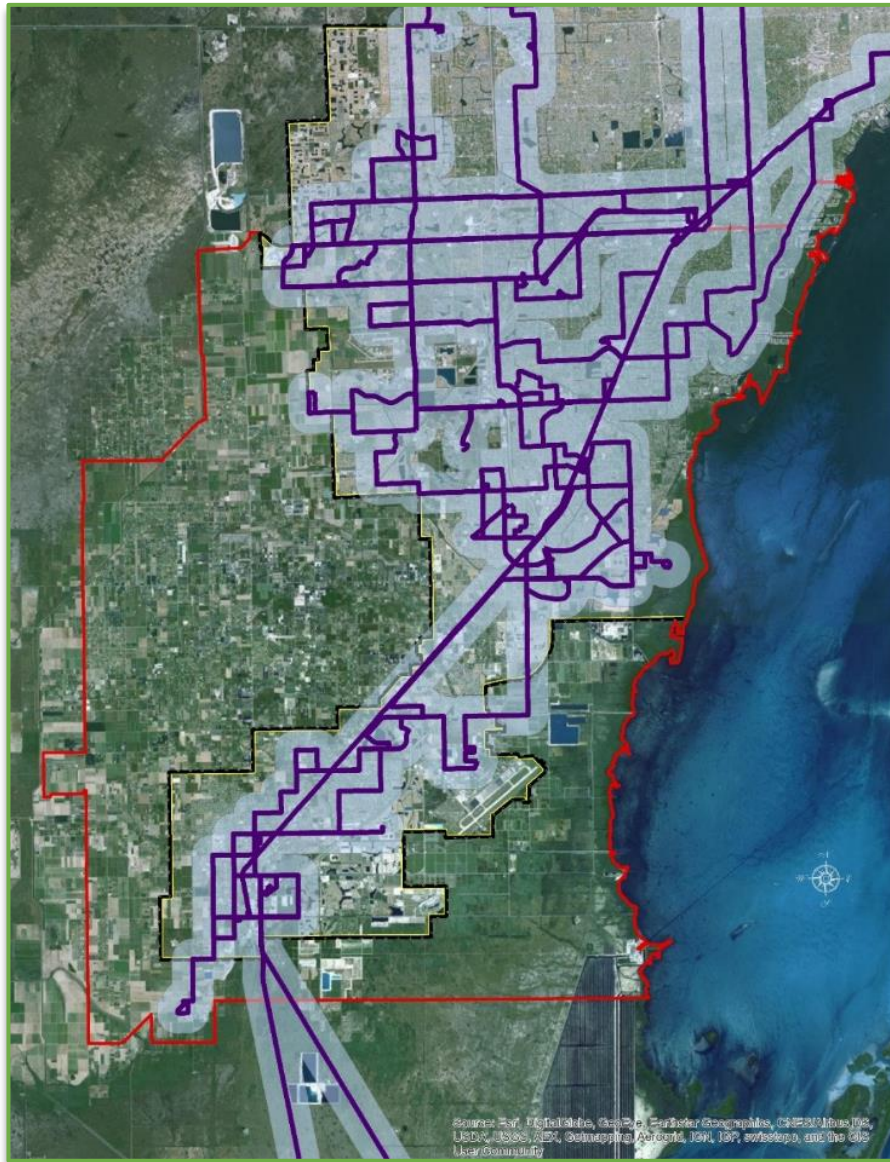 Source: Esri, DigitalGlobe, GeoEye, Earthstar Geographics, CNES/Airbus DS,
USDA, USGS, AEX, Getmapping, Aerogrid, IGN, IGP, swisstopo, and the GIS
User Community